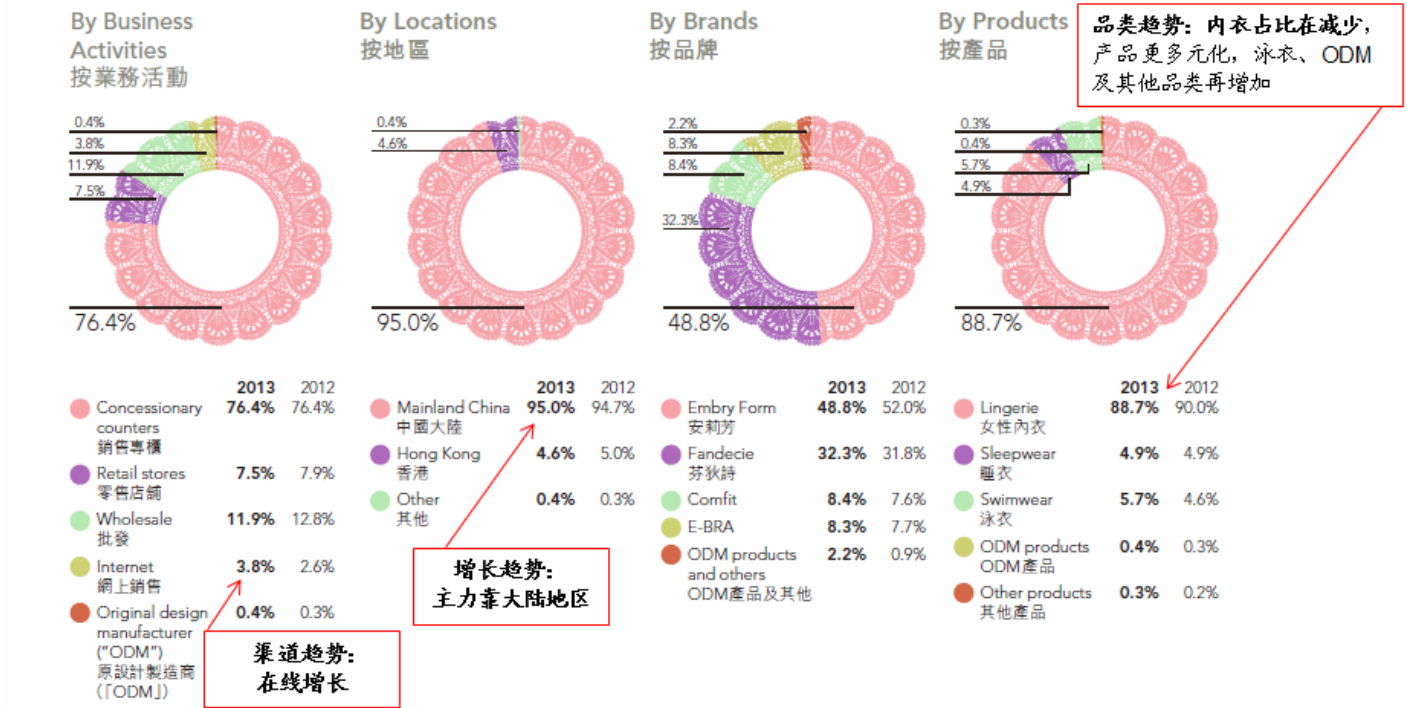 By Business
Activities
按業務活動
0.4%
3.8%
11.9%
7.5%
76.4%
2013 2012
Concessionary 76.4% 76.4%
counters
銷售專櫃
Retail stores 7.5% 7.9%
零售店舖
Wholesale 11.9% 12.8%
批發
Internet 3.8% 2.6%
網上銷售
Original design 0.4% 0.3%
manufacturer
("ODM")
原設計製造商
(「ODM」)
渠道趋势：
在线增长
By Locations
按地區
0.4%
4.6%
95.0%
2013 2012
Mainland China 95.0% 94.7%
中國大陸
Hong Kong 4.6% 5.0%
香港
Other 0.4% 0.3%
其他
增长趋势：
主力靠大陆地区
By Brands
按品牌
2.2%
8.3%
8.4%
32.3%
48.8%
2013 2012
Embry Form 48.8% 52.0%
安莉芳
Fandecie 32.3% 31.8%
芬狄詩
Comfit 8.4% 7.6%
E-BRA 8.3% 7.7%
ODM products 2.2% 0.9%
and others
ODM產品及其他
By Products
按產品
品类趋势：内衣占比在减少，
产品更多元化，泳衣、ODM
及其他品类再增加
0.3%
0.4%
5.7%
4.9%
88.7%
2013 2012
Lingerie 88.7% 90.0%
女性內衣
Sleepwear 4.9% 4.9%
睡衣
Swimwear 5.7% 4.6%
泳衣
ODM products 0.4% 0.3%
ODM產品
Other products 0.3% 0.2%
其他產品